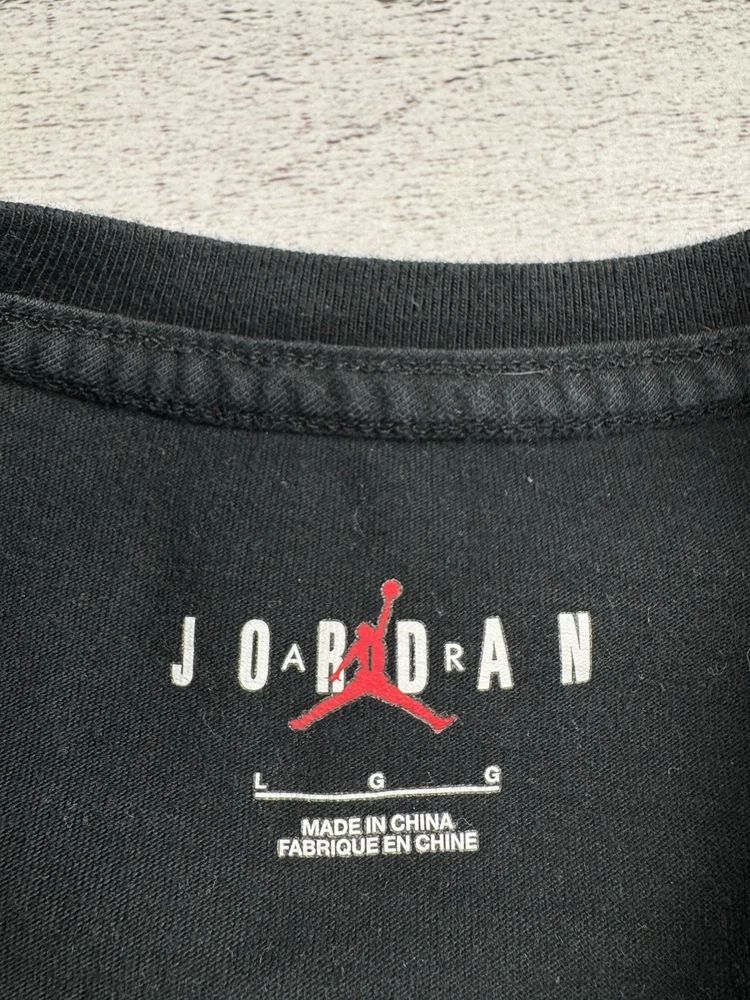 JORDAN
AIR
L G G
MADE IN CHINA
FABRIQUE EN CHINE